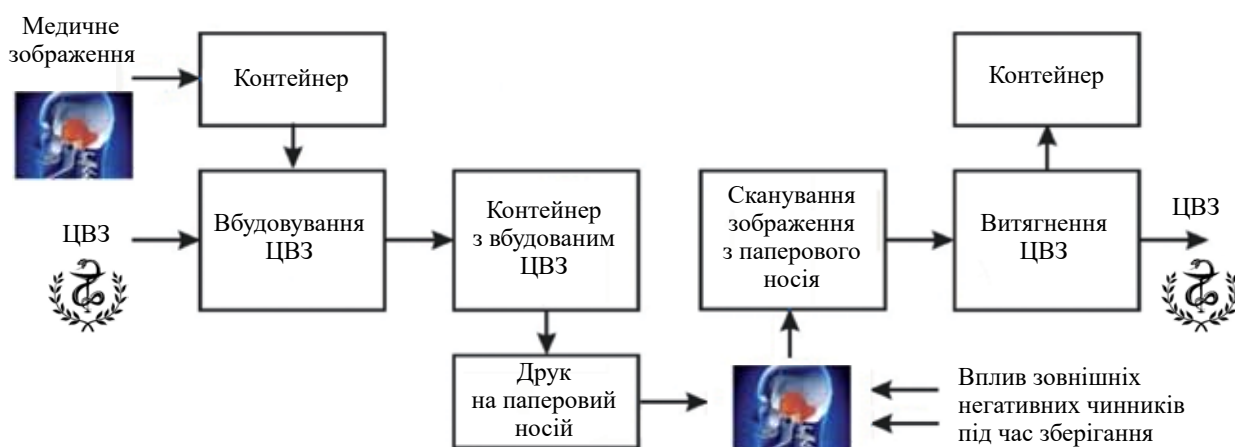 Медичне
зображення
Контейнер
Контейнер
ЦВЗ
Вбудовування
ЦВЗ
Контейнер
з вбудованим
ЦВЗ
Сканування
зображення
з паперового
носія
Витягнення
ЦВЗ
ЦВЗ
Друк
на паперовий
носій
Вплив зовнішніх
негативних чинників
під час зберігання